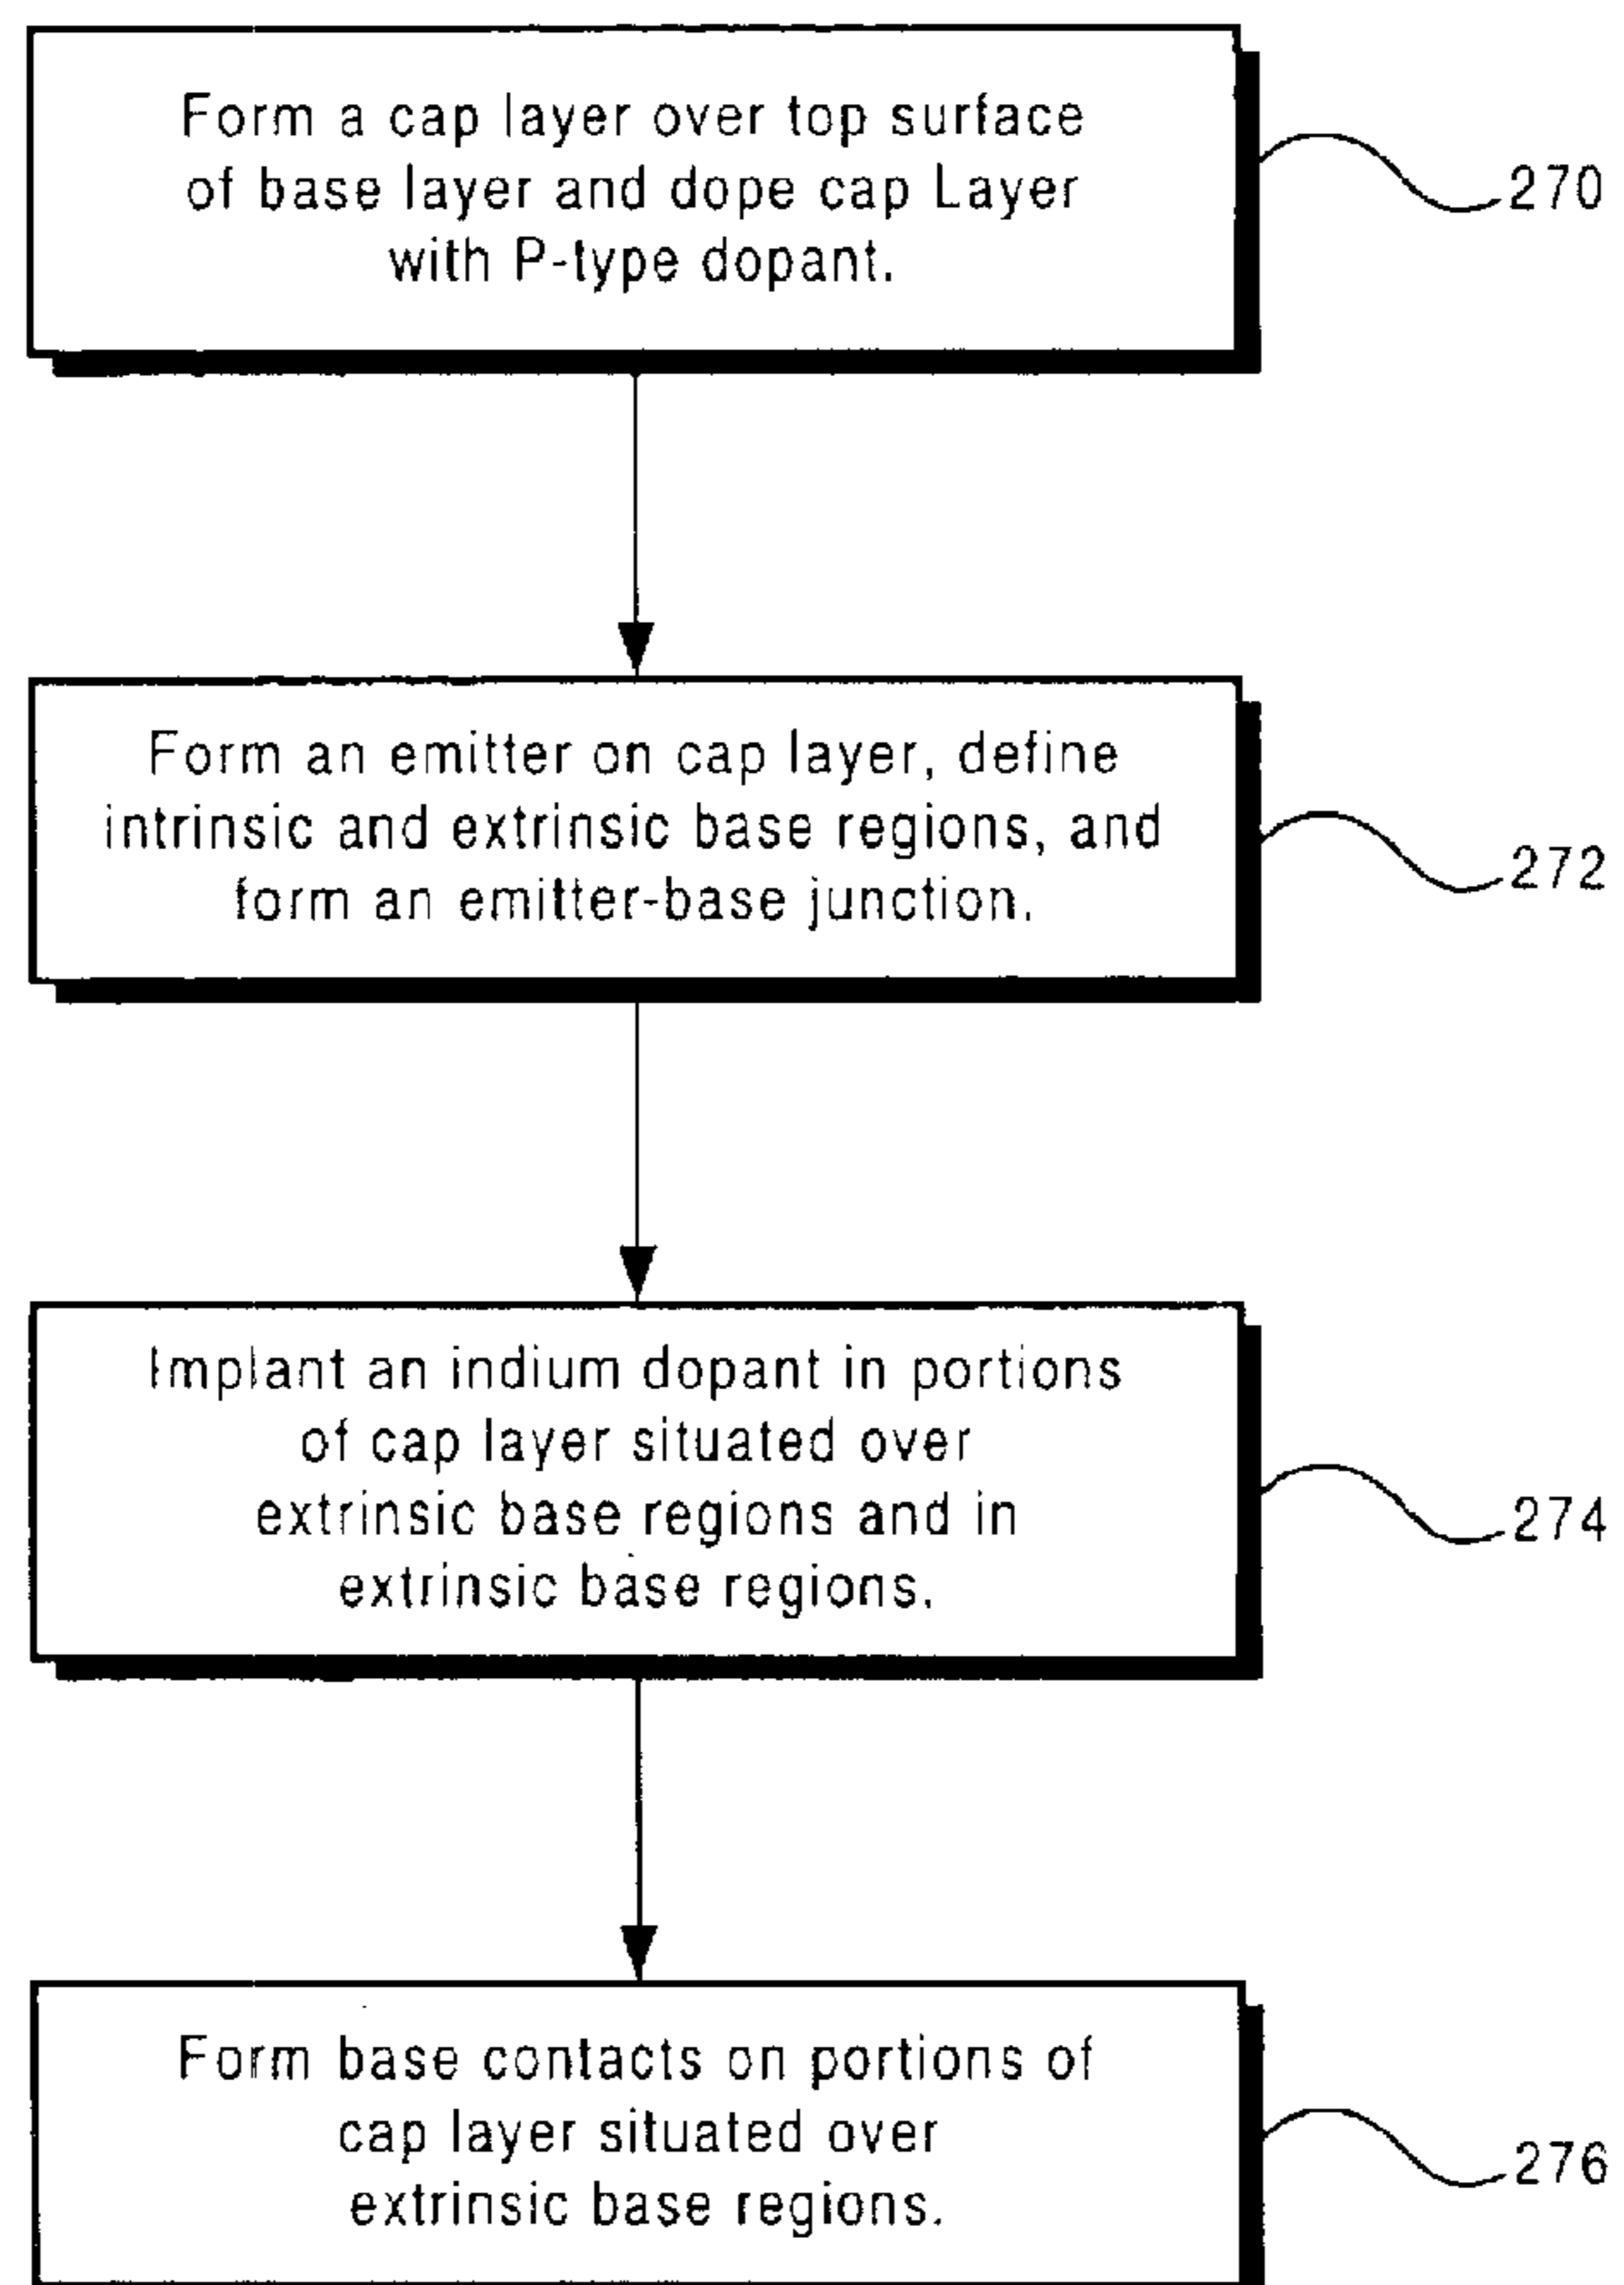 Form a cap layer over top surface
of base layer and dope cap Layer
with P-type dopant.
270
Form an emitter on cap layer, define
intrinsic and extrinsic base regions, and
form an emitter-base junction.
272
Implant an indium dopant in portions
of cap layer situated over
extrinsic base regions and in
extrinsic base regions.
274
Form base contacts on portions of
cap layer situated over
extrinsic base regions.
276